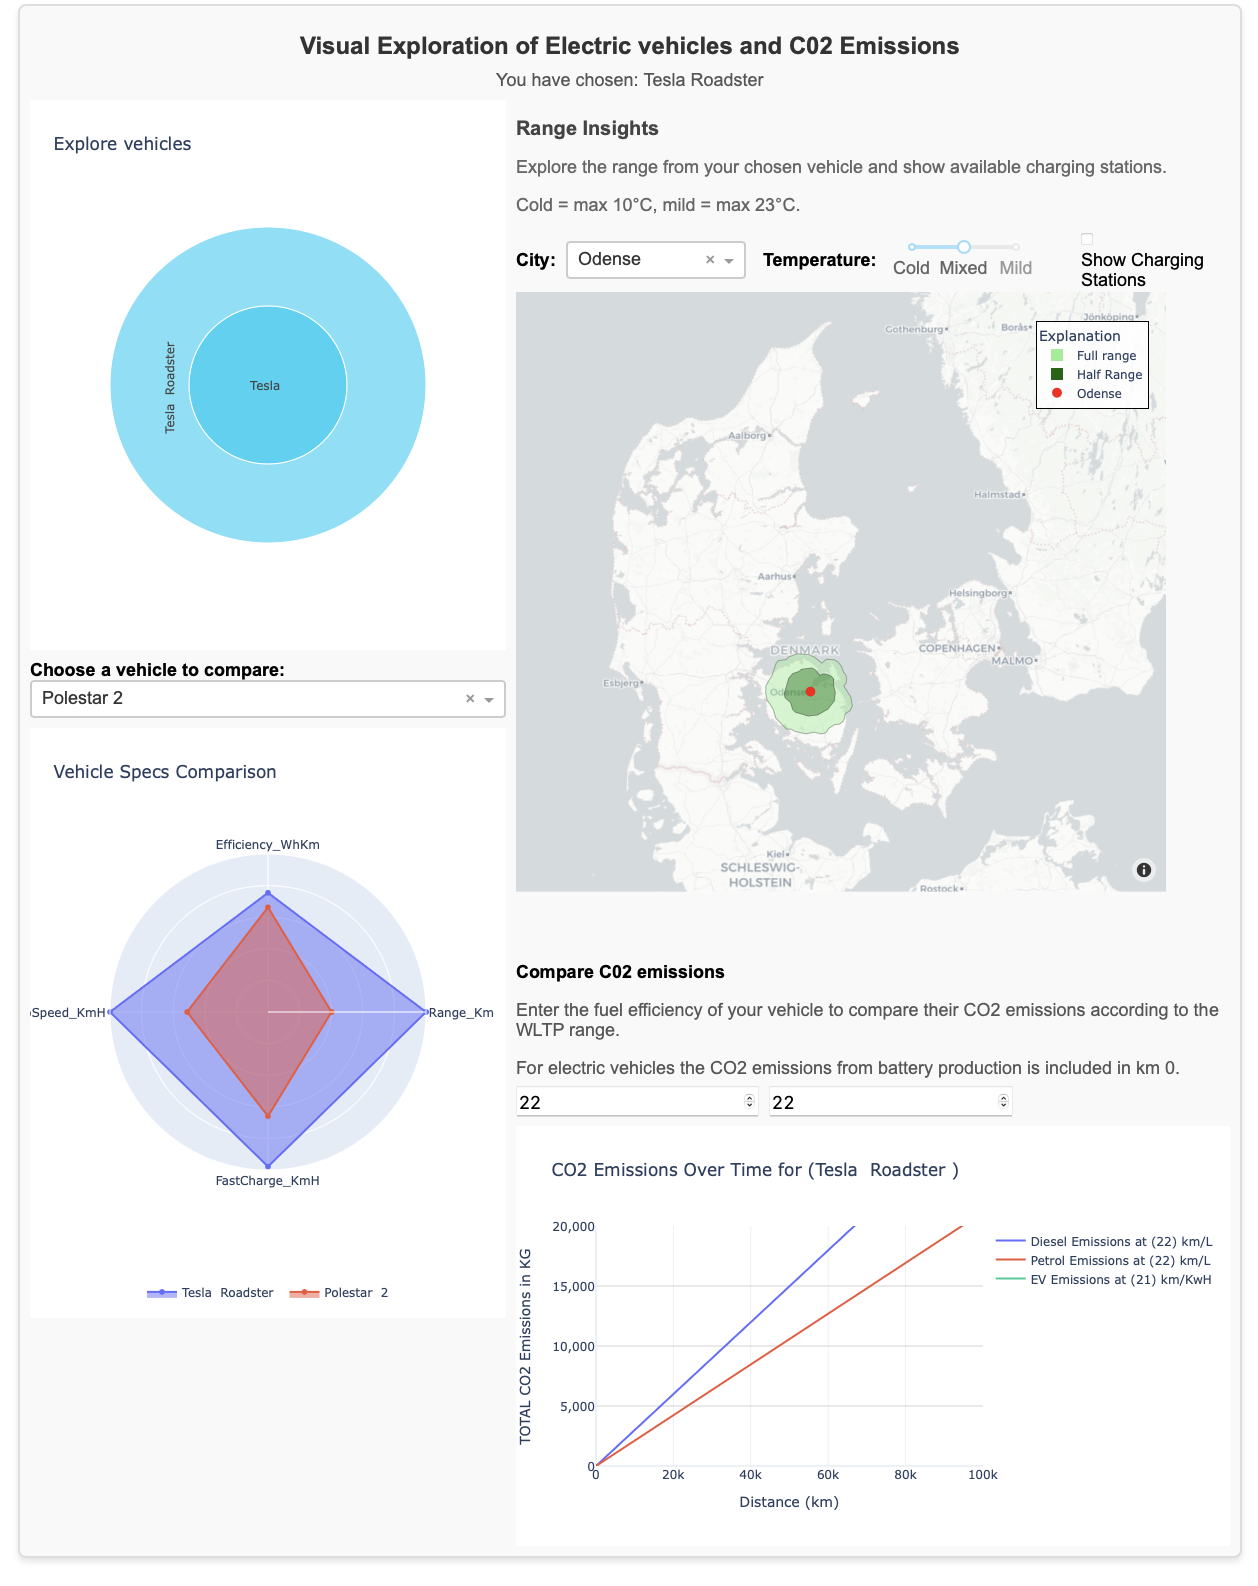 Visual Exploration of Electric vehicles and C02 Emissions
You have chosen: Tesla Roadster
Explore vehicles
Tesla
Tesla Roadster
Choose a vehicle to compare:
Polestar 2
Vehicle Specs Comparison
Efficiency_WhKm
Speed_KmH
Range_Km
FastCharge_KmH
Tesla Roadster
Polestar 2
Range Insights
Explore the range from your chosen vehicle and show available charging stations.
Cold = max 10°C, mild = max 23°C.
City:
Odense
Temperature:
Cold Mixed Mild
Show Charging
Stations
Gothenburg
Borås
Jönköping
Explanation
Full range
Half Range
Odense
Aalborg
Halmstad
Aarhus
Helsingborg
DENMARK
COPENHAGEN
MALMO
Esbjerg
Odense
Kiel
SCHLESWIG-
HOLSTEIN
Rostock
Compare C02 emissions
Enter the fuel efficiency of your vehicle to compare their CO2 emissions according to the
WLTP range.
For electric vehicles the CO2 emissions from battery production is included in km 0.
22
22
CO2 Emissions Over Time for (Tesla Roadster )
TOTAL CO2 Emissions in KG
20,000
15,000
10,000
5,000
0
0 20k 40k 60k 80k 100k
Distance (km)
Diesel Emissions at (22) km/L
Petrol Emissions at (22) km/L
EV Emissions at (21) km/KwH